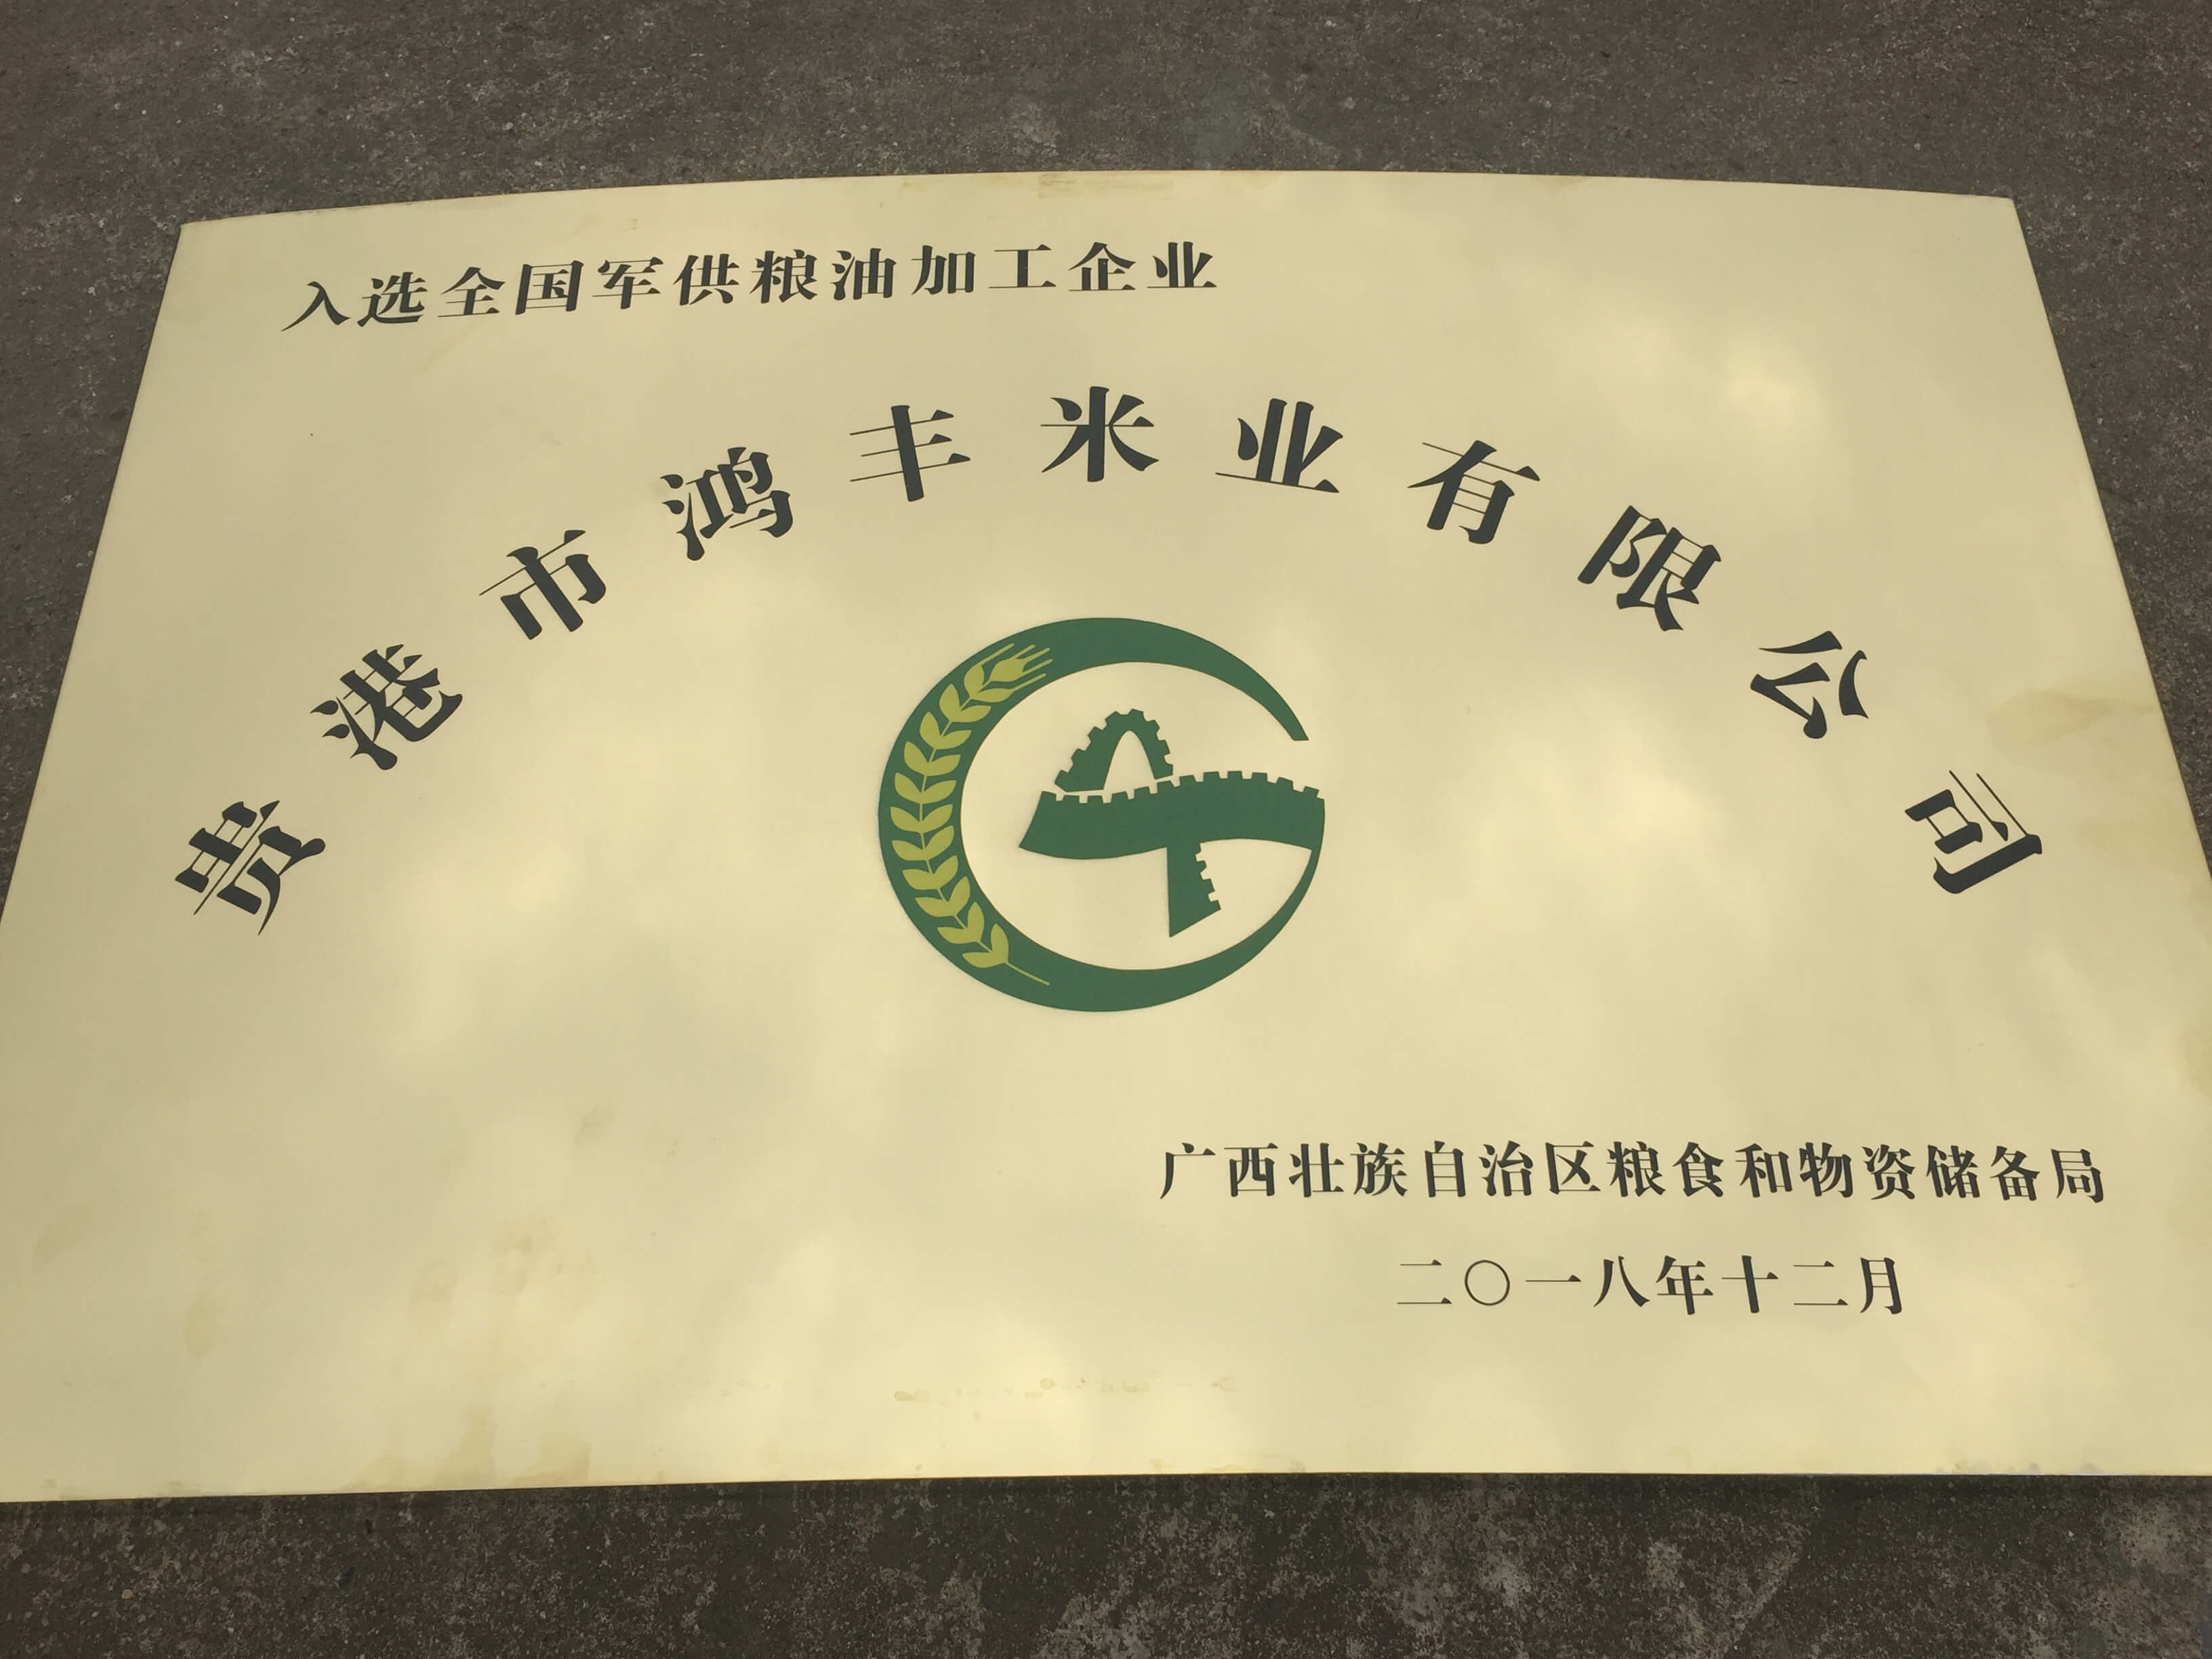 入选全国军供粮油加工企业
贵港市鸿丰米业有限公司
广西壮族自治区粮食和物资储备局
二〇一八年十二月